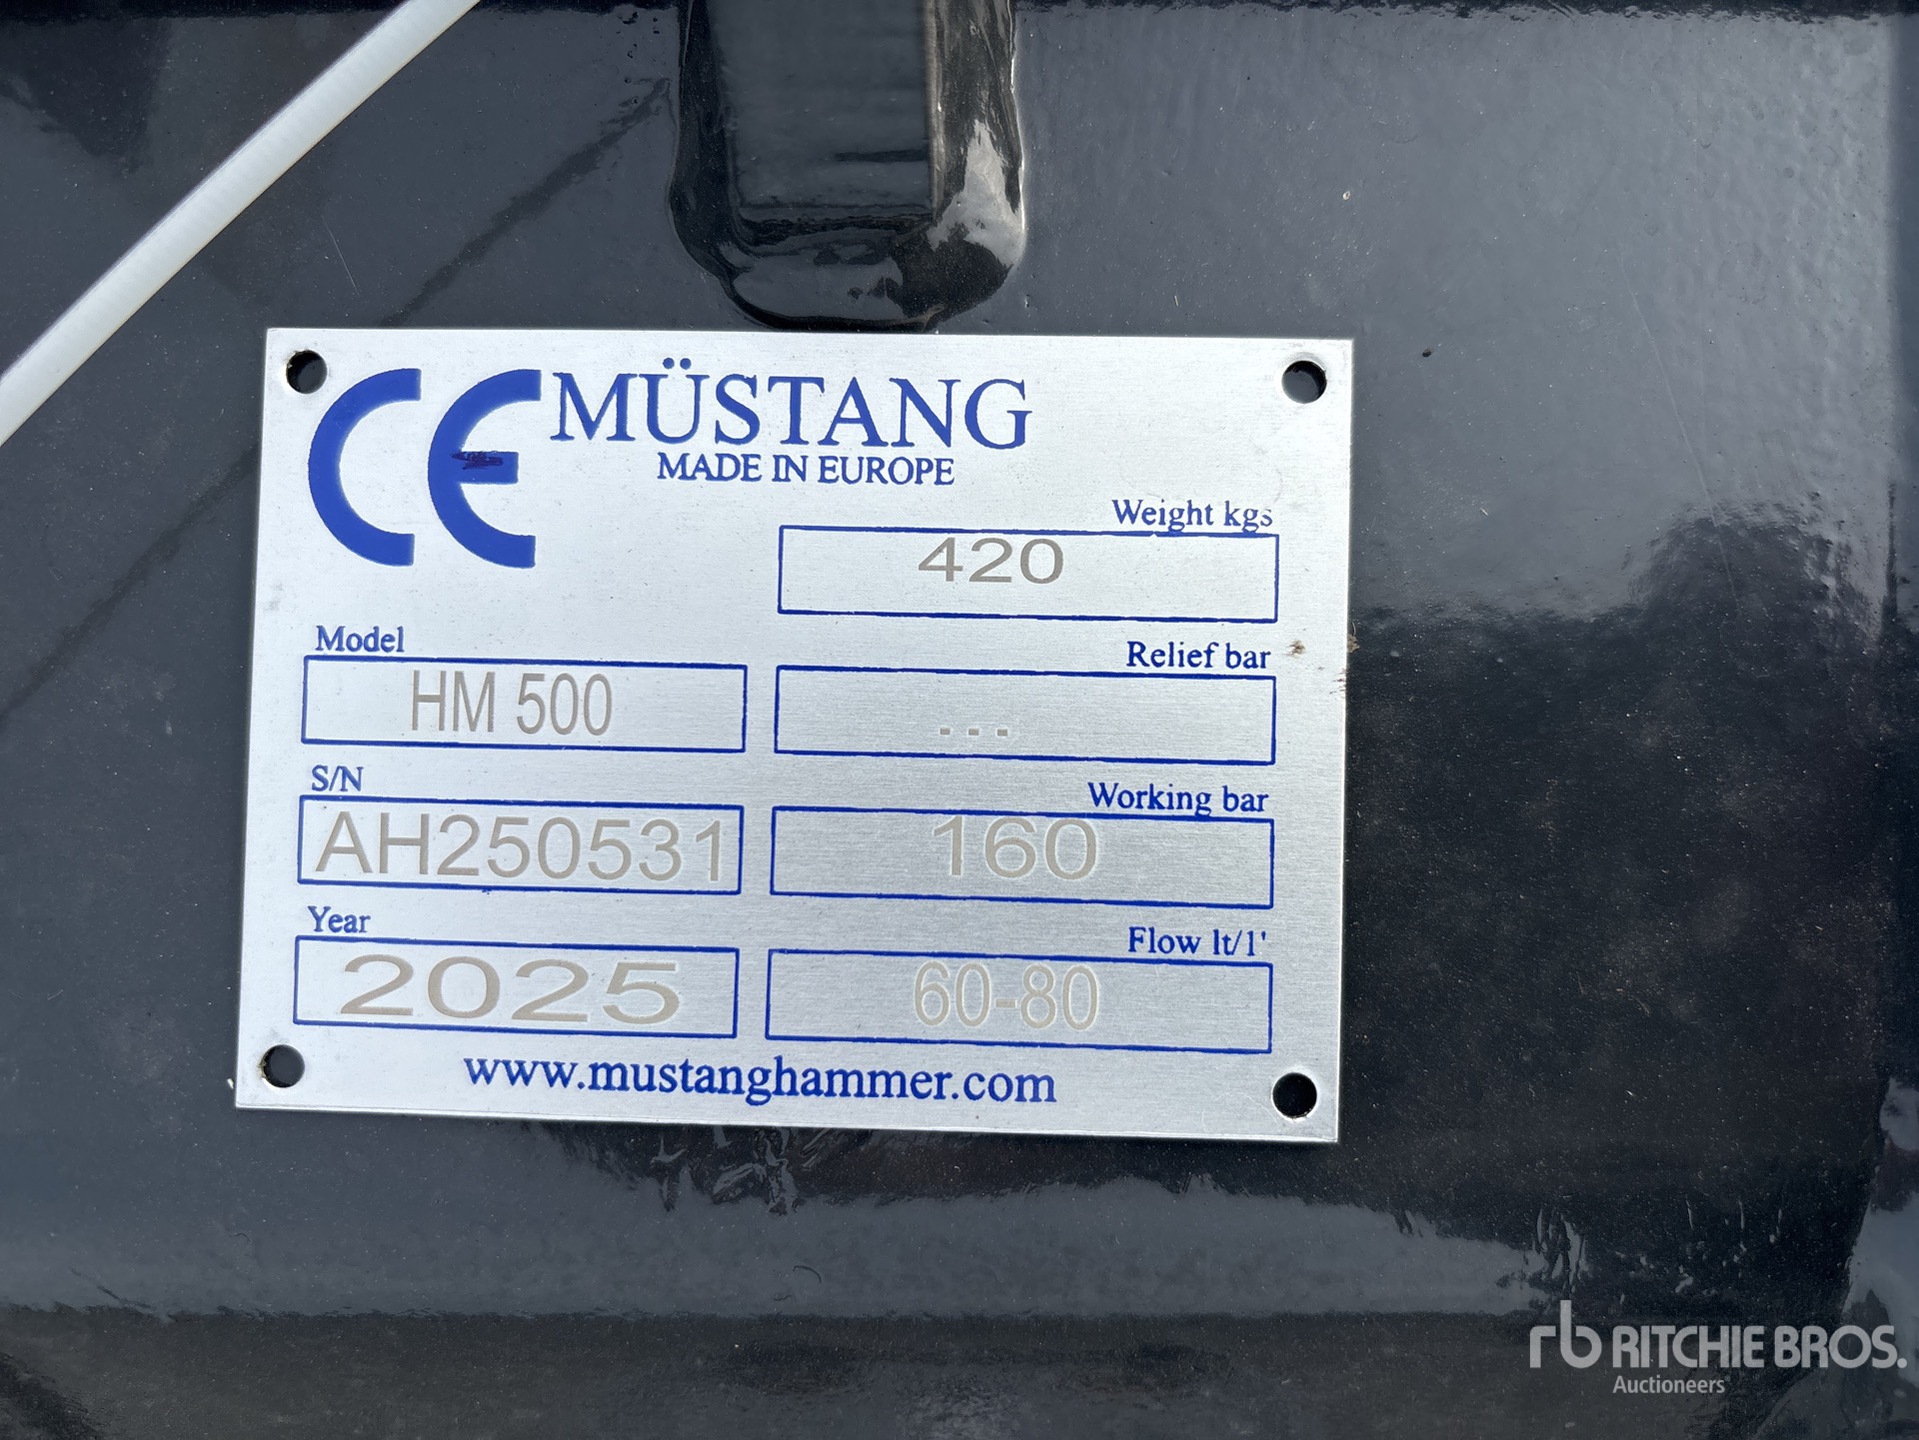 CE MÜSTANG
MADE IN EUROPE
Weight kgs
420
Model
HM 500
Relief bar
...
S/N
AH250531
Working bar
160
Year
2025
Flow lt/1'
60-80
www.mustanghammer.com
rb RITCHIE BROS.
Auctioneers